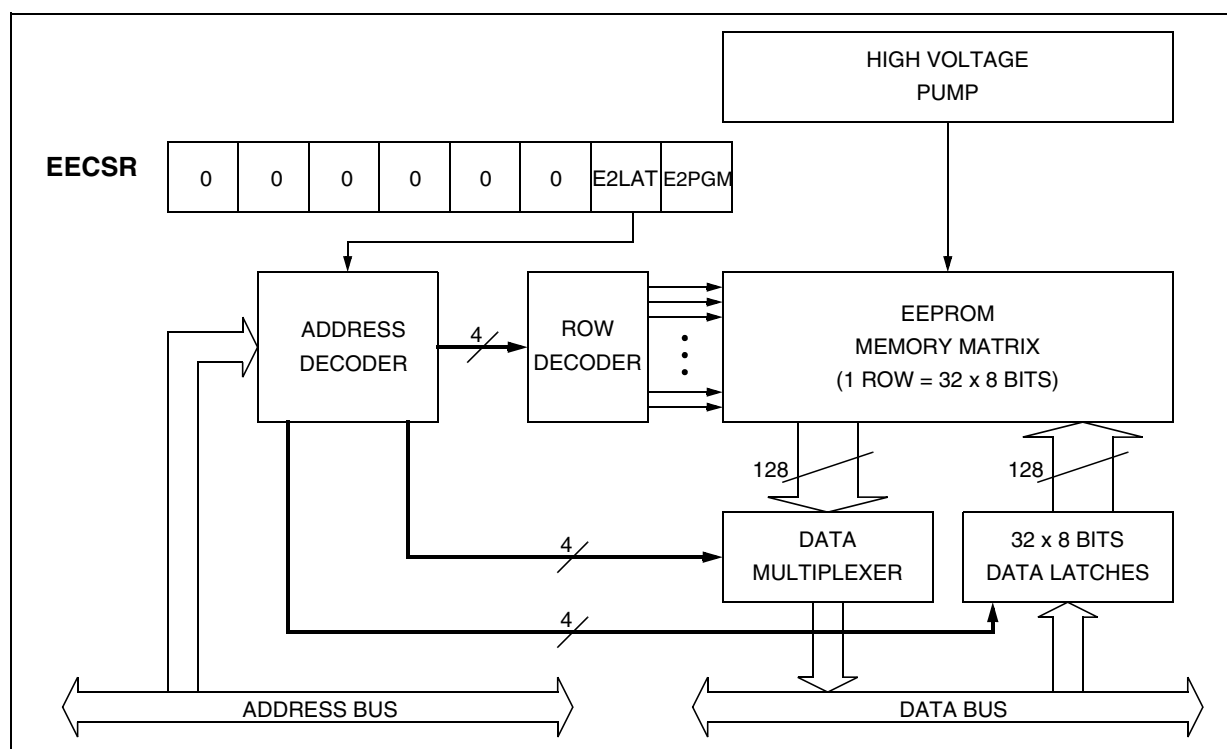 HIGH VOLTAGE
PUMP
EECSR
0 0 0 0 0 0 E2LAT E2PGM
ADDRESS
DECODER
4
ROW
DECODER
EEPROM
MEMORY MATRIX
(1 ROW = 32 x 8 BITS)
128
128
4
DATA
MULTIPLEXER
32 x 8 BITS
DATA LATCHES
4
ADDRESS BUS
DATA BUS